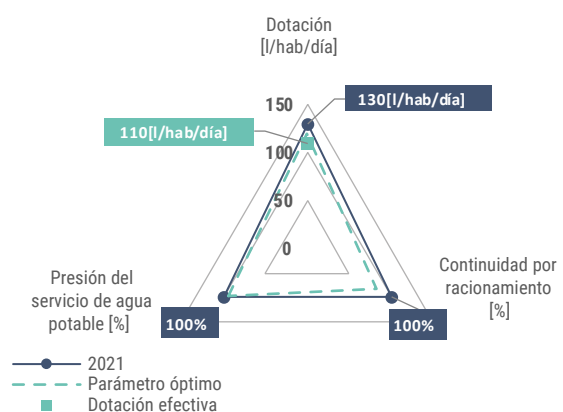 Dotación
[l/hab/día]
150
130[l/hab/día]
110[l/hab/día]
100
50
0
Presión del
servicio de agua
potable [%]
Continuidad por
racionamiento
[%]
100%
100%
2021
Parámetro óptimo
Dotación efectiva